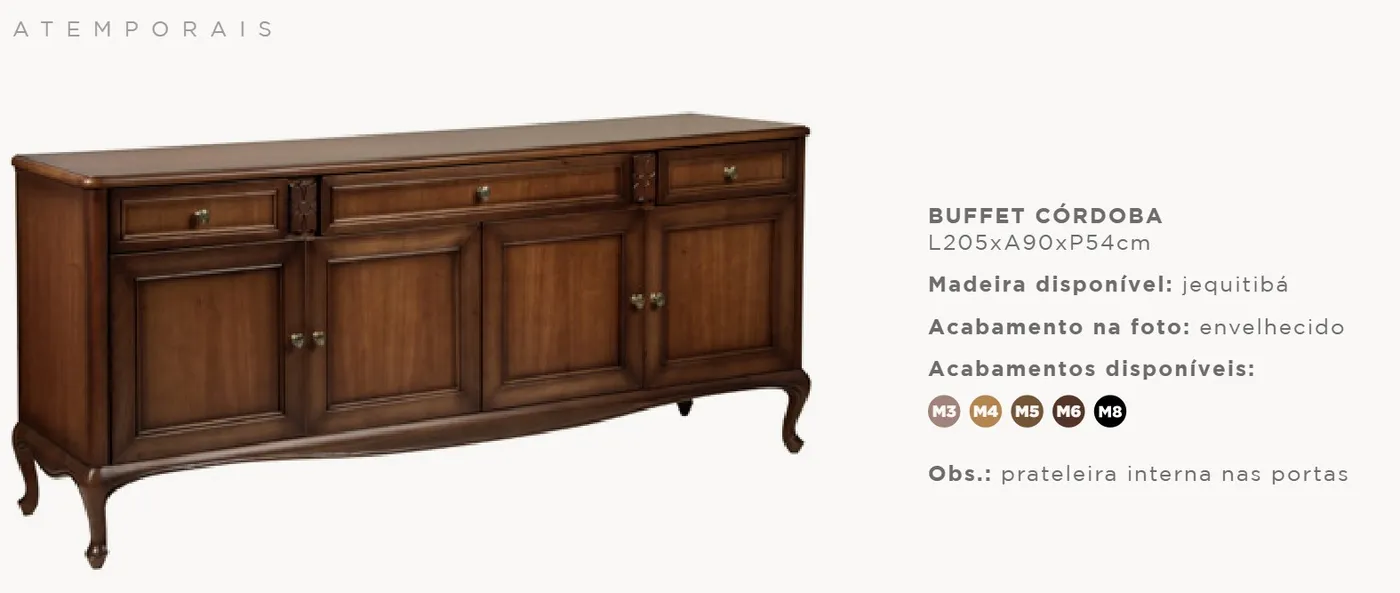 ATEMPORAIS
BUFFET CÓRDOBA
L205xA90xP54cm
Madeira disponível: jequitibá
Acabamento na foto: envelhecido
Acabamentos disponíveis:
M3 M4 M5 M6 M8
Obs.: prateleira interna nas portas